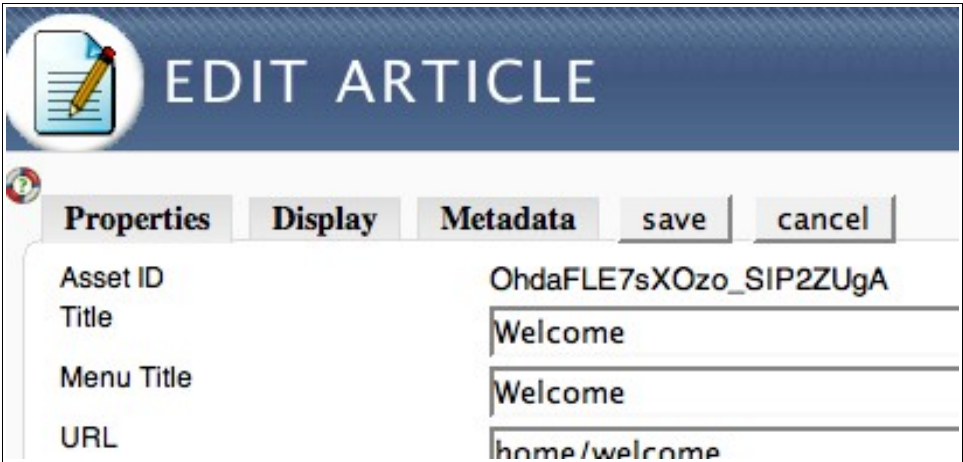 EDIT ARTICLE
?
Properties Display Metadata save cancel
Asset ID OhdaFLE7sXOzo_SIP2ZUgA
Title Welcome
Menu Title Welcome
URL home/welcome